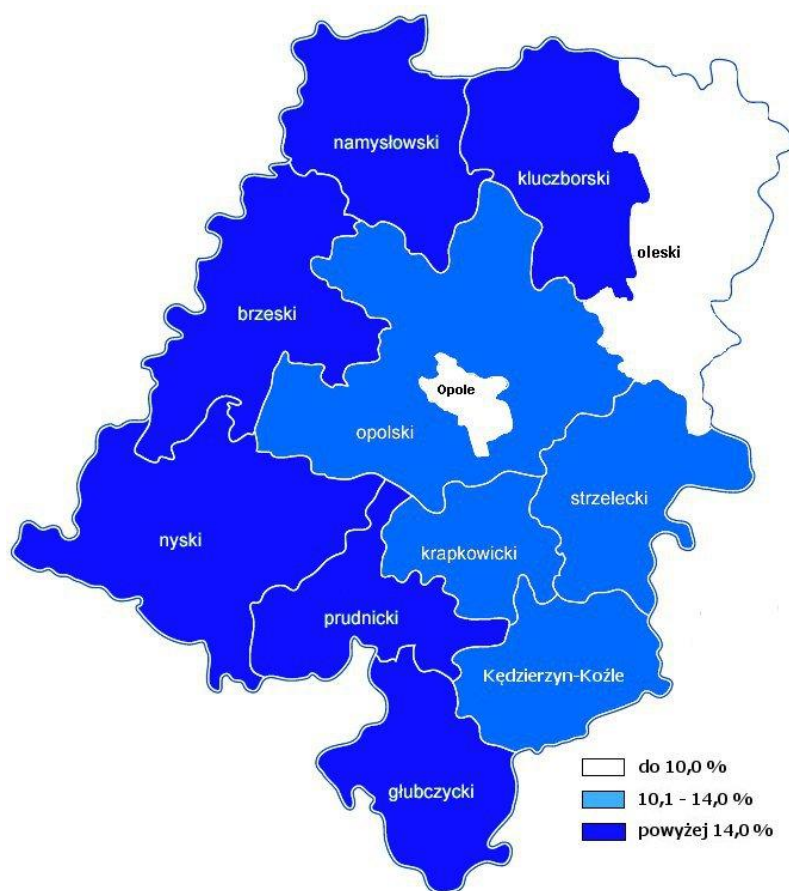 namysłowski
kluczborski
oleski
brzeski
Opole
opolski
strzelecki
nyski
krapkowicki
prudnicki
Kędzierzyn-Koźle
głubczycki
do 10,0 %
10,1 - 14,0 %
powyżej 14,0 %